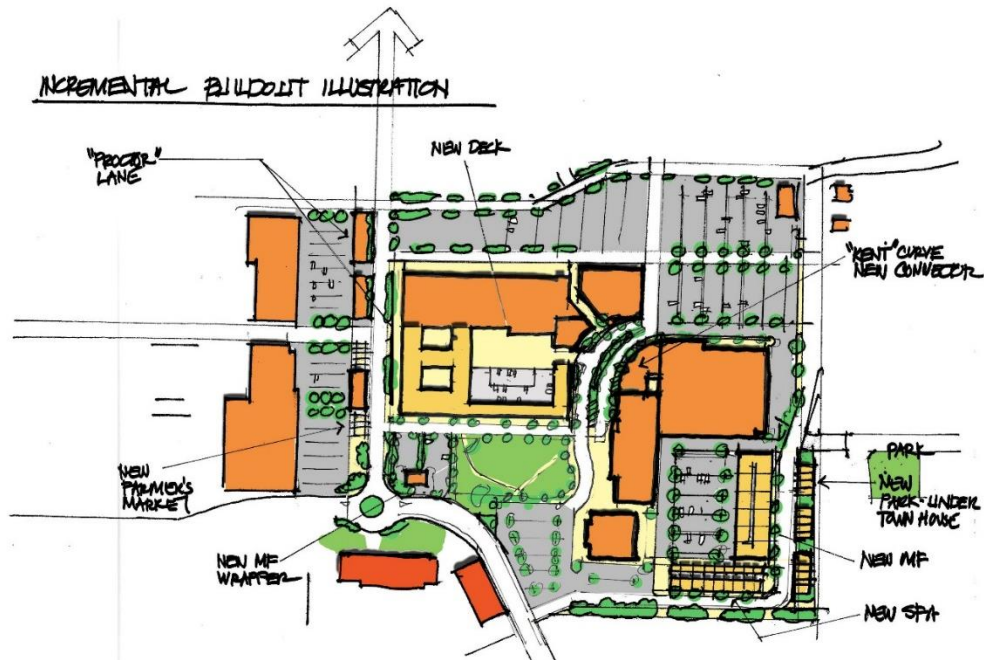 INCREMENTAL BUILDOUT ILLUSTRATION
"PROCTOR"
LANE
NEW DECK
"KENT" CURVE
NEW CONNECTOR
NEW
FARMER'S
MARKET
PARK
NEW
PARK-UNDER
TOWN HOUSE
NEW MF
WRAPPER
NEW MF
NEW SFA